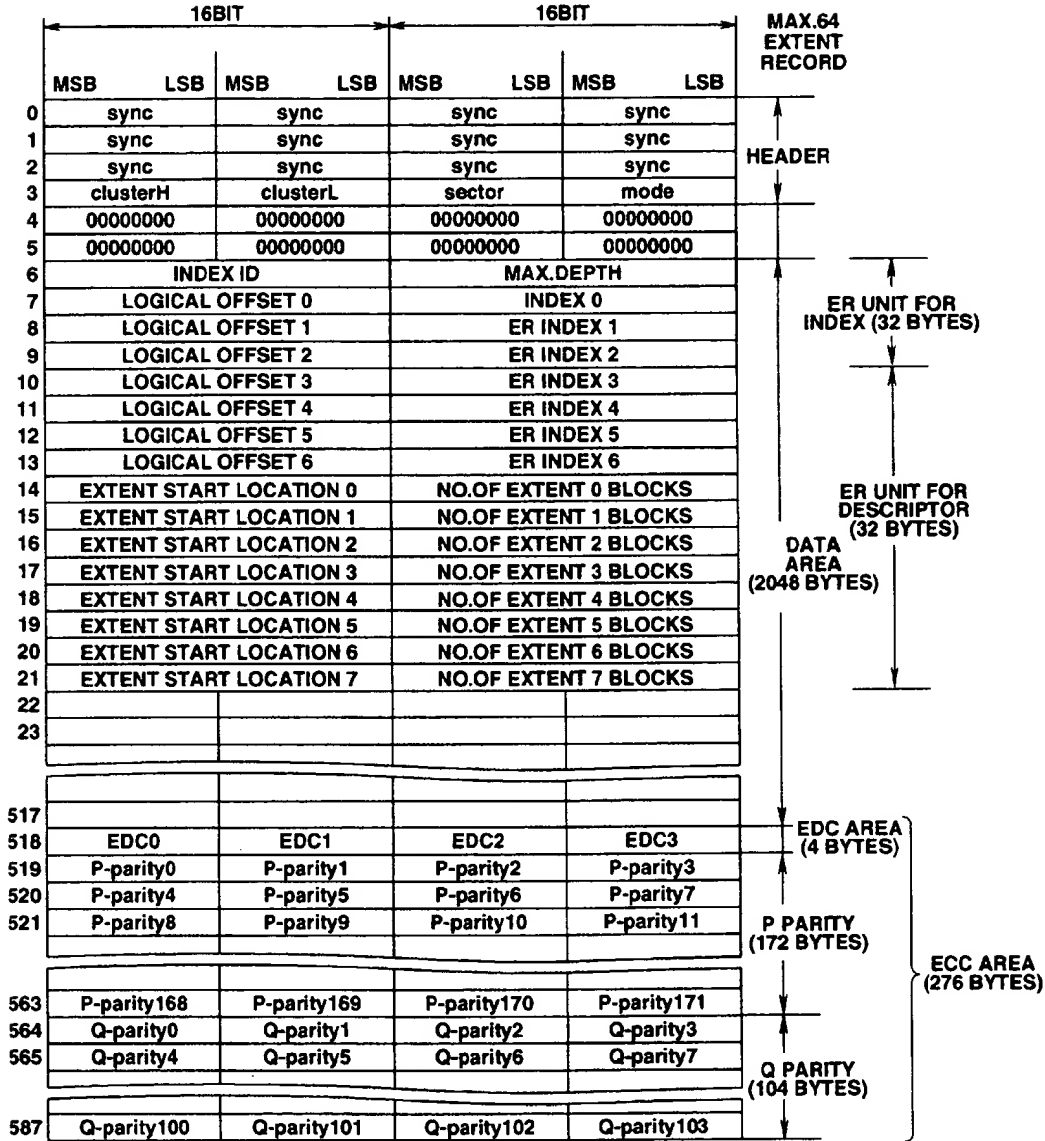 16BIT 16BIT
MAX.64
EXTENT
RECORD
MSB LSB MSB LSB MSB LSB MSB LSB
0 sync sync sync sync
1 sync sync sync sync
HEADER
2 sync sync sync sync
3 clusterH clusterL sector mode
4 00000000 00000000 00000000 00000000
5 00000000 00000000 00000000 00000000
6 INDEX ID MAX.DEPTH
7 LOGICAL OFFSET 0 INDEX 0
8 LOGICAL OFFSET 1 ER INDEX 1
ER UNIT FOR
INDEX (32 BYTES)
9 LOGICAL OFFSET 2 ER INDEX 2
10 LOGICAL OFFSET 3 ER INDEX 3
11 LOGICAL OFFSET 4 ER INDEX 4
12 LOGICAL OFFSET 5 ER INDEX 5
13 LOGICAL OFFSET 6 ER INDEX 6
14 EXTENT START LOCATION 0 NO.OF EXTENT 0 BLOCKS
15 EXTENT START LOCATION 1 NO.OF EXTENT 1 BLOCKS
ER UNIT FOR
DESCRIPTOR
(32 BYTES)
16 EXTENT START LOCATION 2 NO.OF EXTENT 2 BLOCKS
17 EXTENT START LOCATION 3 NO.OF EXTENT 3 BLOCKS
DATA
AREA
(2048 BYTES)
18 EXTENT START LOCATION 4 NO.OF EXTENT 4 BLOCKS
19 EXTENT START LOCATION 5 NO.OF EXTENT 5 BLOCKS
20 EXTENT START LOCATION 6 NO.OF EXTENT 6 BLOCKS
21 EXTENT START LOCATION 7 NO.OF EXTENT 7 BLOCKS
22
23
517
518 EDC0 EDC1 EDC2 EDC3
EDC AREA
(4 BYTES)
519 P-parity0 P-parity1 P-parity2 P-parity3
520 P-parity4 P-parity5 P-parity6 P-parity7
521 P-parity8 P-parity9 P-parity10 P-parity11
P PARITY
(172 BYTES)
ECC AREA
(276 BYTES)
563 P-parity168 P-parity169 P-parity170 P-parity171
564 Q-parity0 Q-parity1 Q-parity2 Q-parity3
565 Q-parity4 Q-parity5 Q-parity6 Q-parity7
Q PARITY
(104 BYTES)
587 Q-parity100 Q-parity101 Q-parity102 Q-parity103